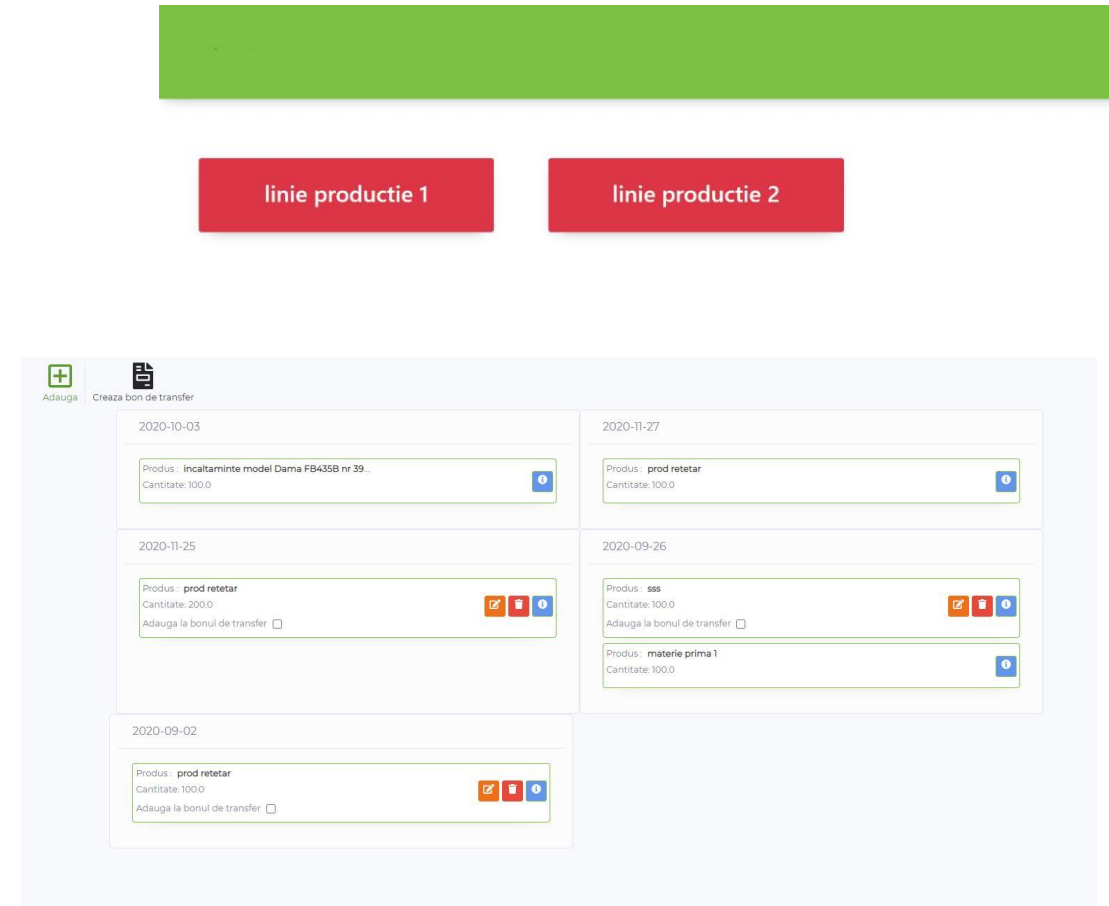 linie productie 1
linie productie 2
Adauga
Creaza bon de transfer
2020-10-03
Produs : incaltaminte model Dama FB435B nr 39...
Cantitate: 100.0
2020-11-27
Produs : prod retetar
Cantitate: 100.0
2020-11-25
Produs : prod retetar
Cantitate: 200.0
Adauga la bonul de transfer
2020-09-26
Produs : sss
Cantitate: 100.0
Adauga la bonul de transfer
Produs : materie prima 1
Cantitate: 100.0
2020-09-02
Produs : prod retetar
Cantitate: 100.0
Adauga la bonul de transfer